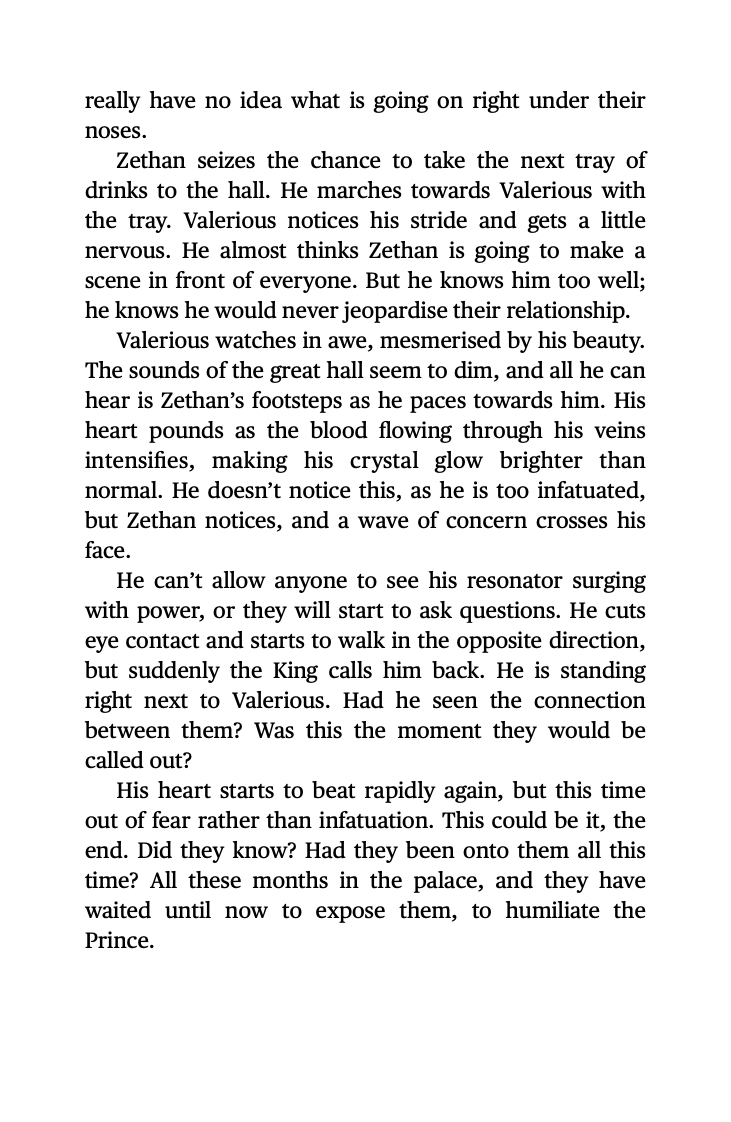 really have no idea what is going on right under their
noses.
Zethan seizes the chance to take the next tray of
drinks to the hall. He marches towards Valerious with
the tray. Valerious notices his stride and gets a little
nervous. He almost thinks Zethan is going to make a
scene in front of everyone. But he knows him too well;
he knows he would never jeopardise their relationship.
Valerious watches in awe, mesmerised by his beauty.
The sounds of the great hall seem to dim, and all he can
hear is Zethan’s footsteps as he paces towards him. His
heart pounds as the blood flowing through his veins
intensifies, making his crystal glow brighter than
normal. He doesn’t notice this, as he is too infatuated,
but Zethan notices, and a wave of concern crosses his
face.
He can’t allow anyone to see his resonator surging
with power, or they will start to ask questions. He cuts
eye contact and starts to walk in the opposite direction,
but suddenly the King calls him back. He is standing
right next to Valerious. Had he seen the connection
between them? Was this the moment they would be
called out?
His heart starts to beat rapidly again, but this time
out of fear rather than infatuation. This could be it, the
end. Did they know? Had they been onto them all this
time? All these months in the palace, and they have
waited until now to expose them, to humiliate the
Prince.